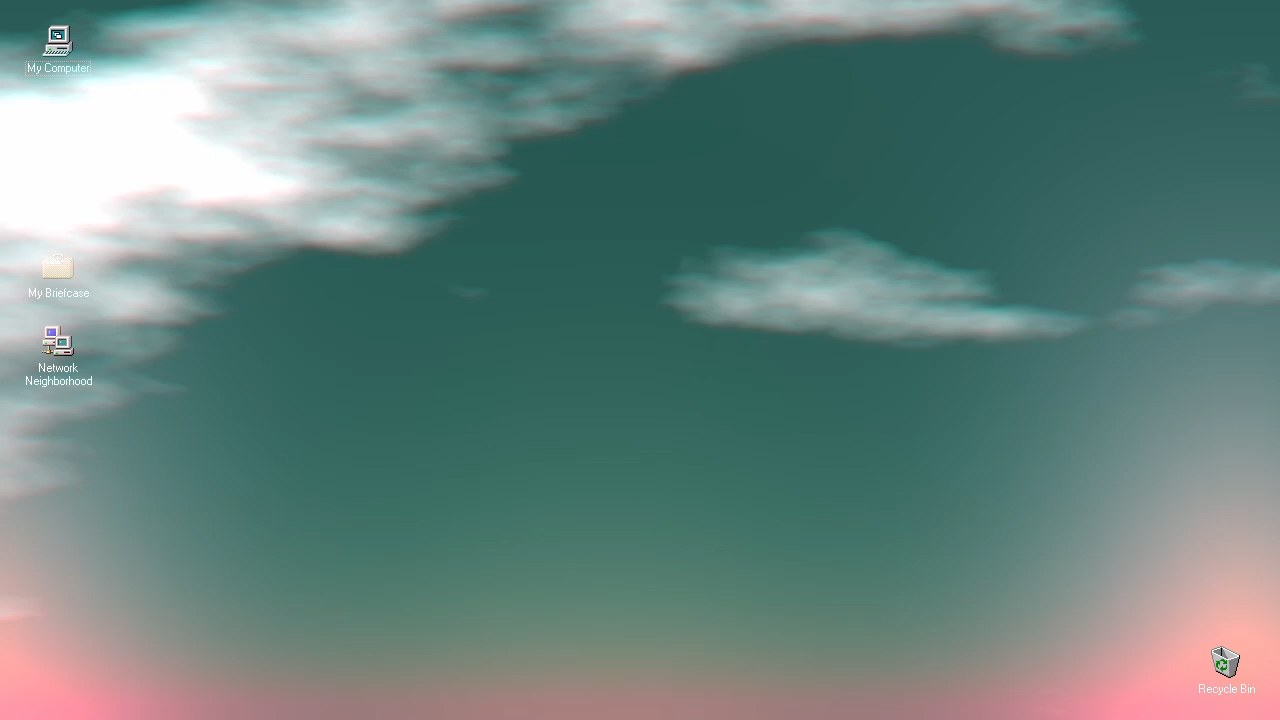 My Computer
My Briefcase
Network
Neighborhood
Recycle Bin